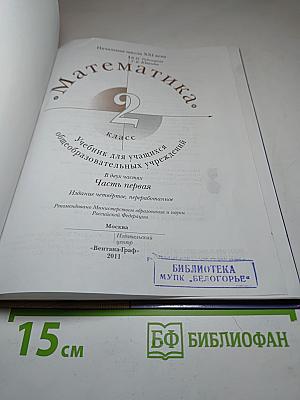 Начальная школа XXI века
Математика
2
класс
Учебник для учащихся
общеобразовательных учреждений
В двух частях
Часть первая
Издание четвёртое, переработанное
Рекомендовано Министерством образования и науки
Российской Федерации
Москва
Издательский
центр
«Вентана-Граф»
2011
БИБЛИОТЕКА
МУПК „БЕЛОГОРЬЕ"
15 см
БФ БИБЛИОФАН